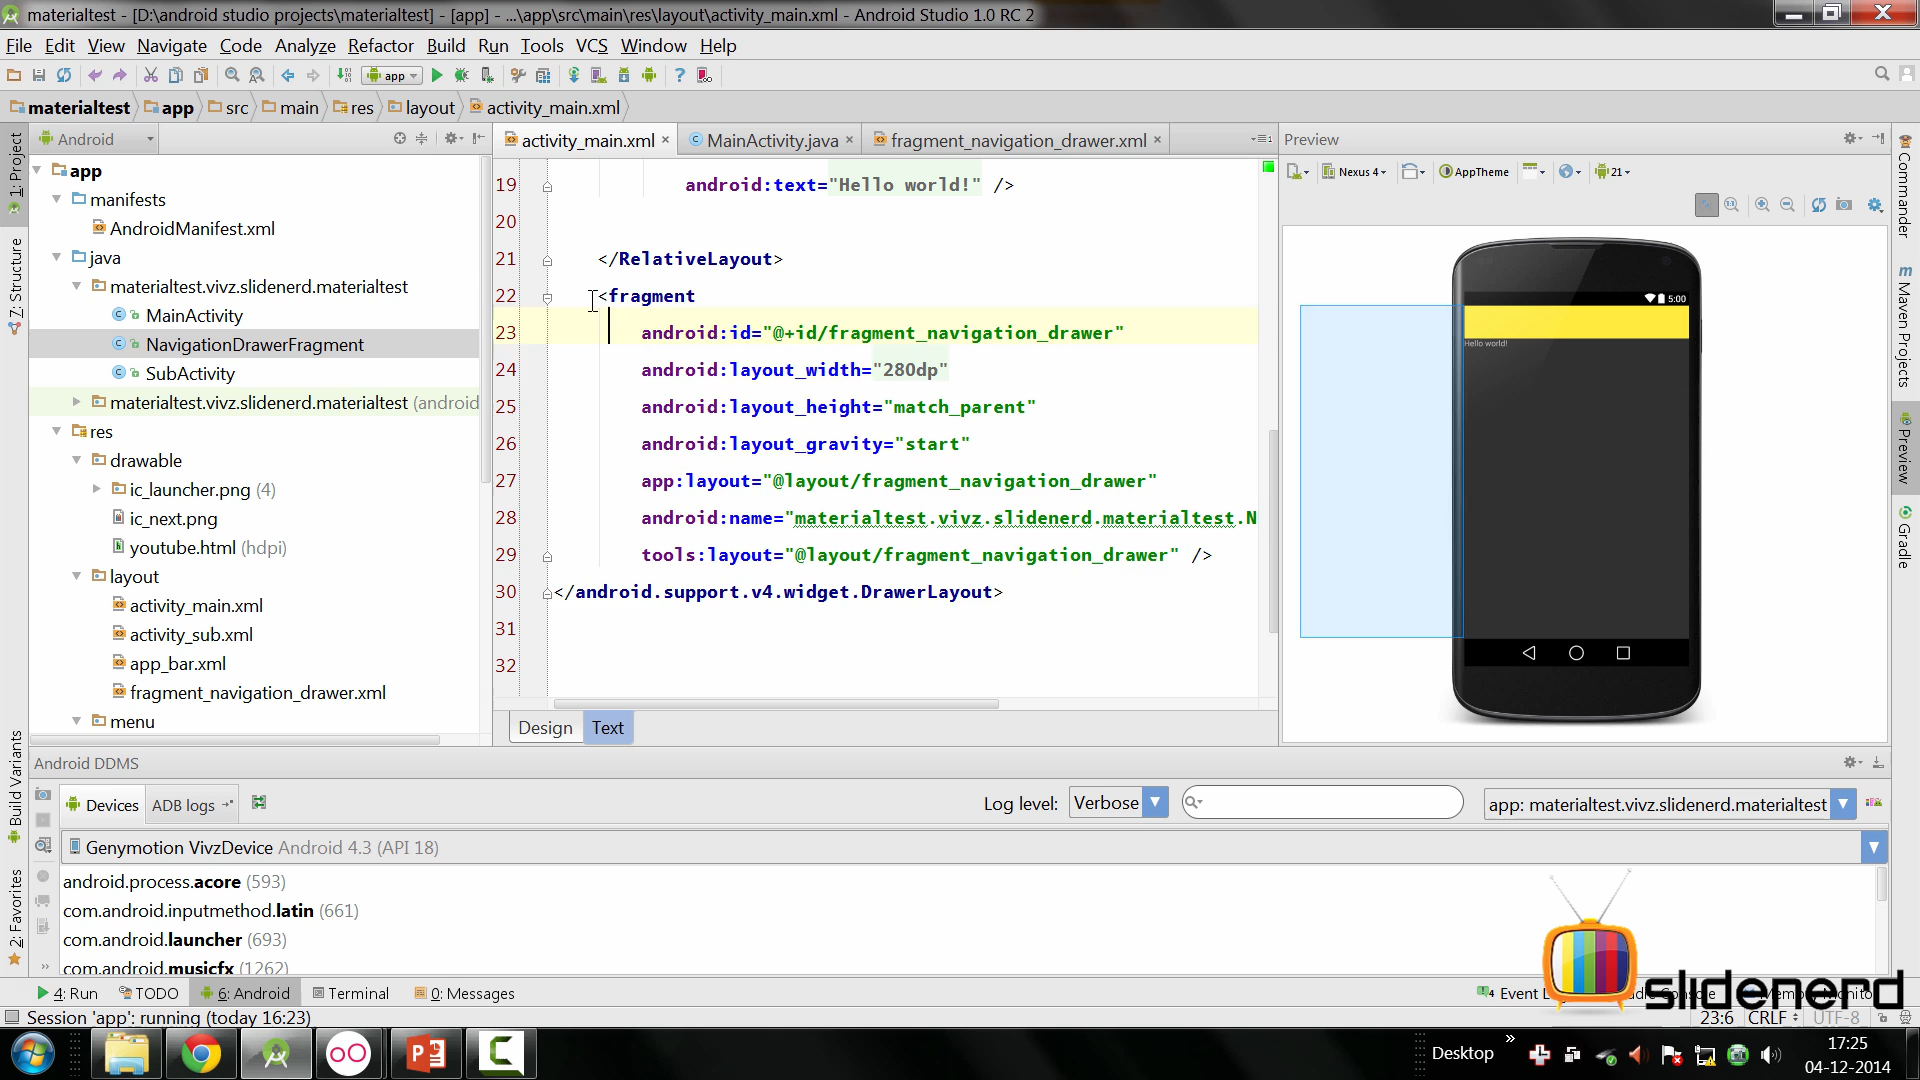 materialtest - [D:\android studio projects\materialtest] - [app] - ...\app\src\main\res\layout\activity_main.xml - Android Studio 1.0 RC 2
File Edit View Navigate Code Analyze Refactor Build Run Tools VCS Window Help
app
materialtest app src main res layout activity_main.xml
1: Project
Z: Structure
Build Variants
2: Favorites
Android
app
manifests
AndroidManifest.xml
java
materialtest.vivz.slidenerd.materialtest
MainActivity
NavigationDrawerFragment
SubActivity
materialtest.vivz.slidenerd.materialtest (android
res
drawable
ic_launcher.png (4)
ic_next.png
youtube.html (hdpi)
layout
activity_main.xml
activity_sub.xml
app_bar.xml
fragment_navigation_drawer.xml
menu
activity_main.xml MainActivity.java fragment_navigation_drawer.xml
19 android:text="Hello world!" />
20
21 </RelativeLayout>
22 <fragment
23 android:id="@+id/fragment_navigation_drawer"
24 android:layout_width="280dp"
25 android:layout_height="match_parent"
26 android:layout_gravity="start"
27 app:layout="@layout/fragment_navigation_drawer"
28 android:name="materialtest.vivz.slidenerd.materialtest.N
29 tools:layout="@layout/fragment_navigation_drawer" />
30 </android.support.v4.widget.DrawerLayout>
31
32
Design Text
Preview
Nexus 4 AppTheme 21
5:00
Hello world!
Commander
Maven Projects
Preview
Gradle
Android DDMS
Devices ADB logs
Log level: Verbose app: materialtest.vivz.slidenerd.materialtest
Genymotion VivzDevice Android 4.3 (API 18)
android.process.acore (593)
com.android.inputmethod.latin (661)
com.android.launcher (693)
com.android.musicfx (1262)
4: Run TODO 6: Android Terminal 0: Messages
slidenerd
Session 'app': running (today 16:23)
23:6 CRLF UTF-8
Desktop
17:25
04-12-2014